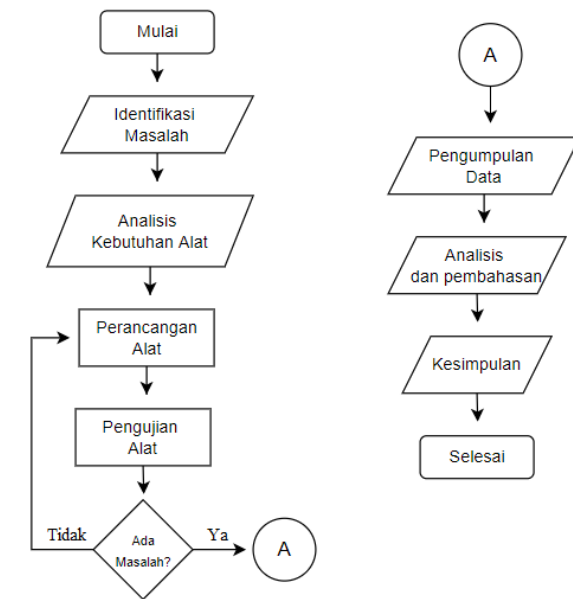 Mulai
Identifikasi
Masalah
Analisis
Kebutuhan Alat
Perancangan
Alat
Pengujian
Alat
Tidak
Ada
Masalah?
Ya
A
A
Pengumpulan
Data
Analisis
dan pembahasan
Kesimpulan
Selesai